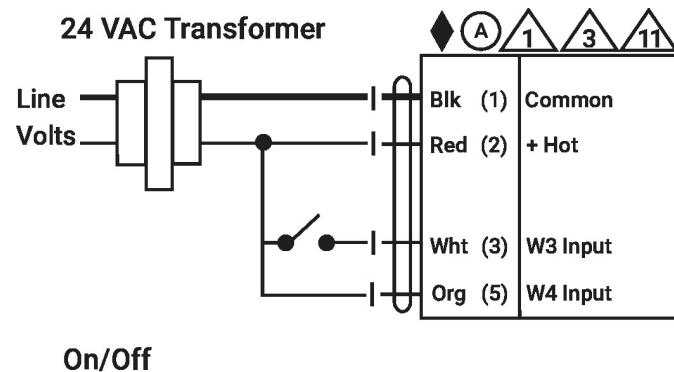 24 VAC Transformer
A 1 3 11
Line
Volts
Blk (1) Common
Red (2) + Hot
Wht (3) W3 Input
Org (5) W4 Input
On/Off